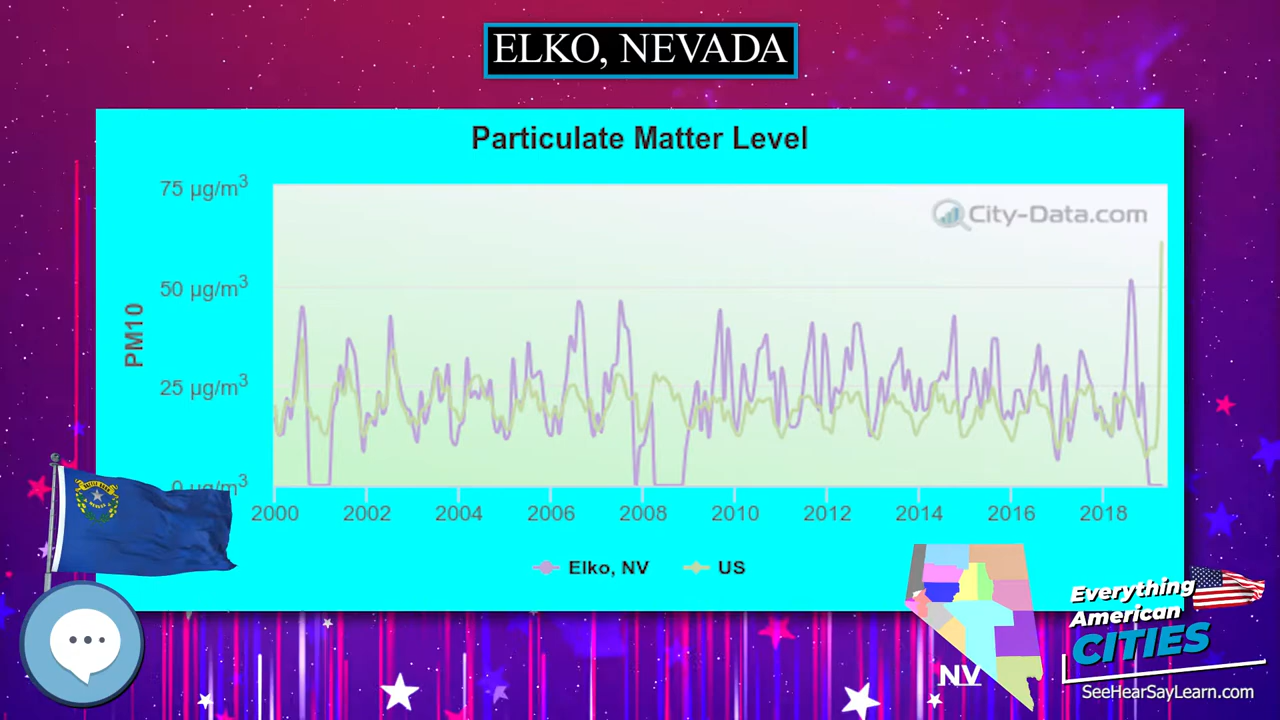 ELKO, NEVADA
Particulate Matter Level
City-Data.com
75 µg/m³
50 µg/m³
25 µg/m³
0 µg/m³
PM10
2000 2002 2004 2006 2008 2010 2012 2014 2016 2018
Elko, NV US
NV
Everything
American
CITIES
SeeHearSayLearn.com